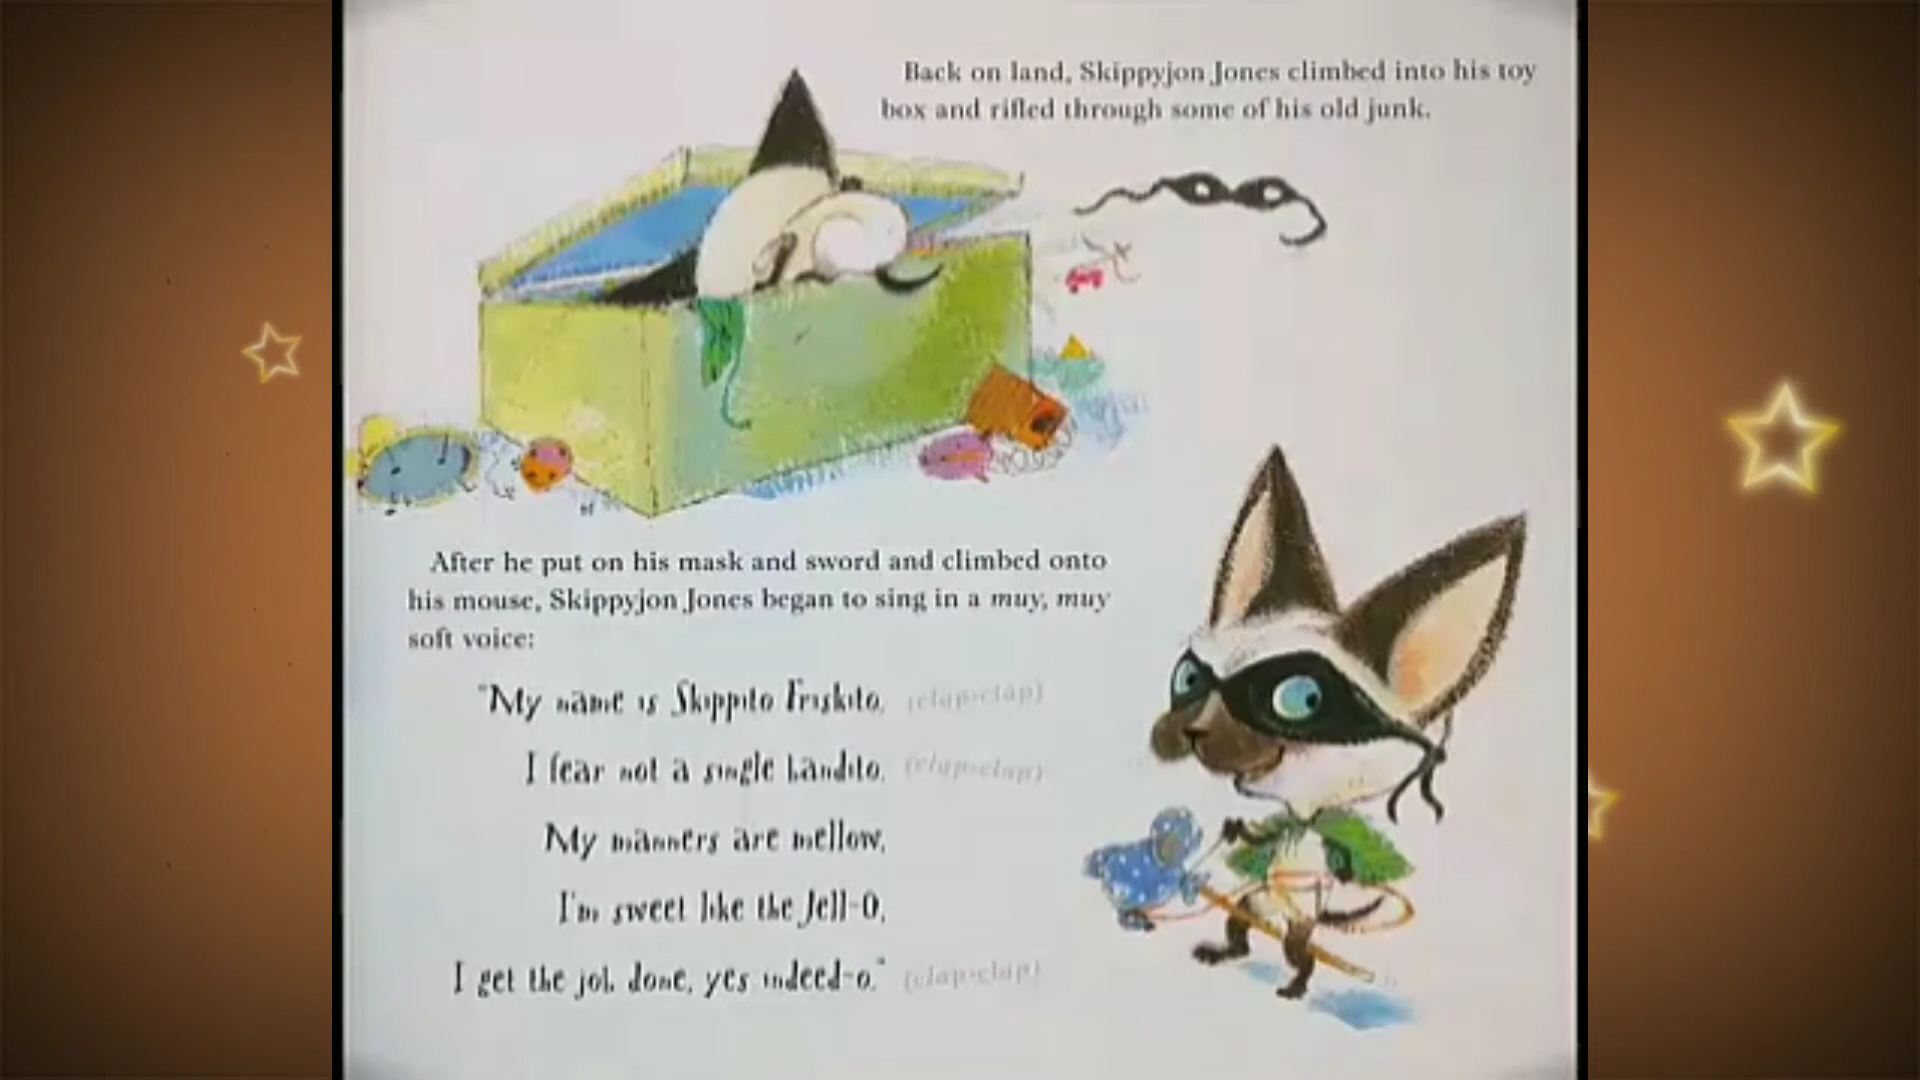 Back on land, Skippyjon Jones climbed into his toy
box and rifled through some of his old junk.
After he put on his mask and sword and climbed onto
his mouse, Skippyjon Jones began to sing in a muy, muy
soft voice:
"My name is Skippito Friskito, (clap-clap)
I fear not a single bandito, (clap-clap)
My manners are mellow,
I'm sweet like the Jell-O,
I get the job done, yes indeed-o." (clap-clap)